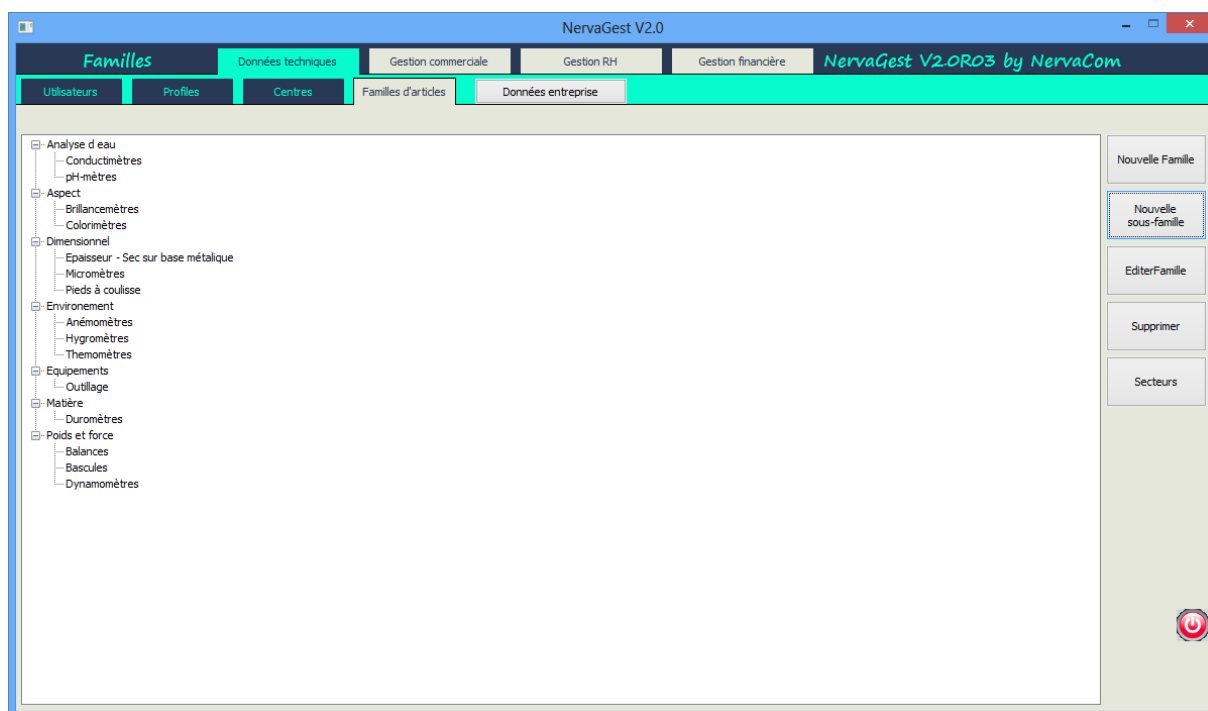 NervaGest V2.0
Familles
Données techniques
Gestion commerciale
Gestion RH
Gestion financière
NervaGest V2.0R03 by NervaCom
Utilisateurs
Profiles
Centres
Familles d'articles
Données entreprise
Analyse d eau
Conductimètres
pH-mètres
Aspect
Brillancemètres
Colorimètres
Dimensionnel
Epaisseur - Sec sur base métalique
Micromètres
Pieds à coulisse
Environement
Anémomètres
Hygromètres
Themomètres
Equipements
Outillage
Matière
Duromètres
Poids et force
Balances
Bascules
Dynamomètres
Nouvelle Famille
Nouvelle
sous-famille
EditerFamille
Supprimer
Secteurs